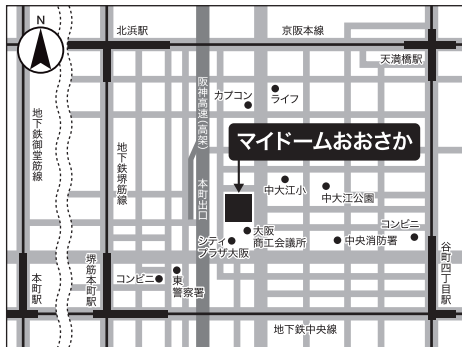 N
北浜駅
京阪本線
天満橋駅
カプコン
ライフ
阪神高速(高架)
本町出口
地下鉄御堂筋線
地下鉄堺筋線
マイドームおおさか
中大江小
中大江公園
大阪
商工会議所
シティ
プラザ大阪
中央消防署
コンビニ
谷町四丁目駅
本町駅
堺筋本町駅
コンビニ
東
警察署
地下鉄中央線